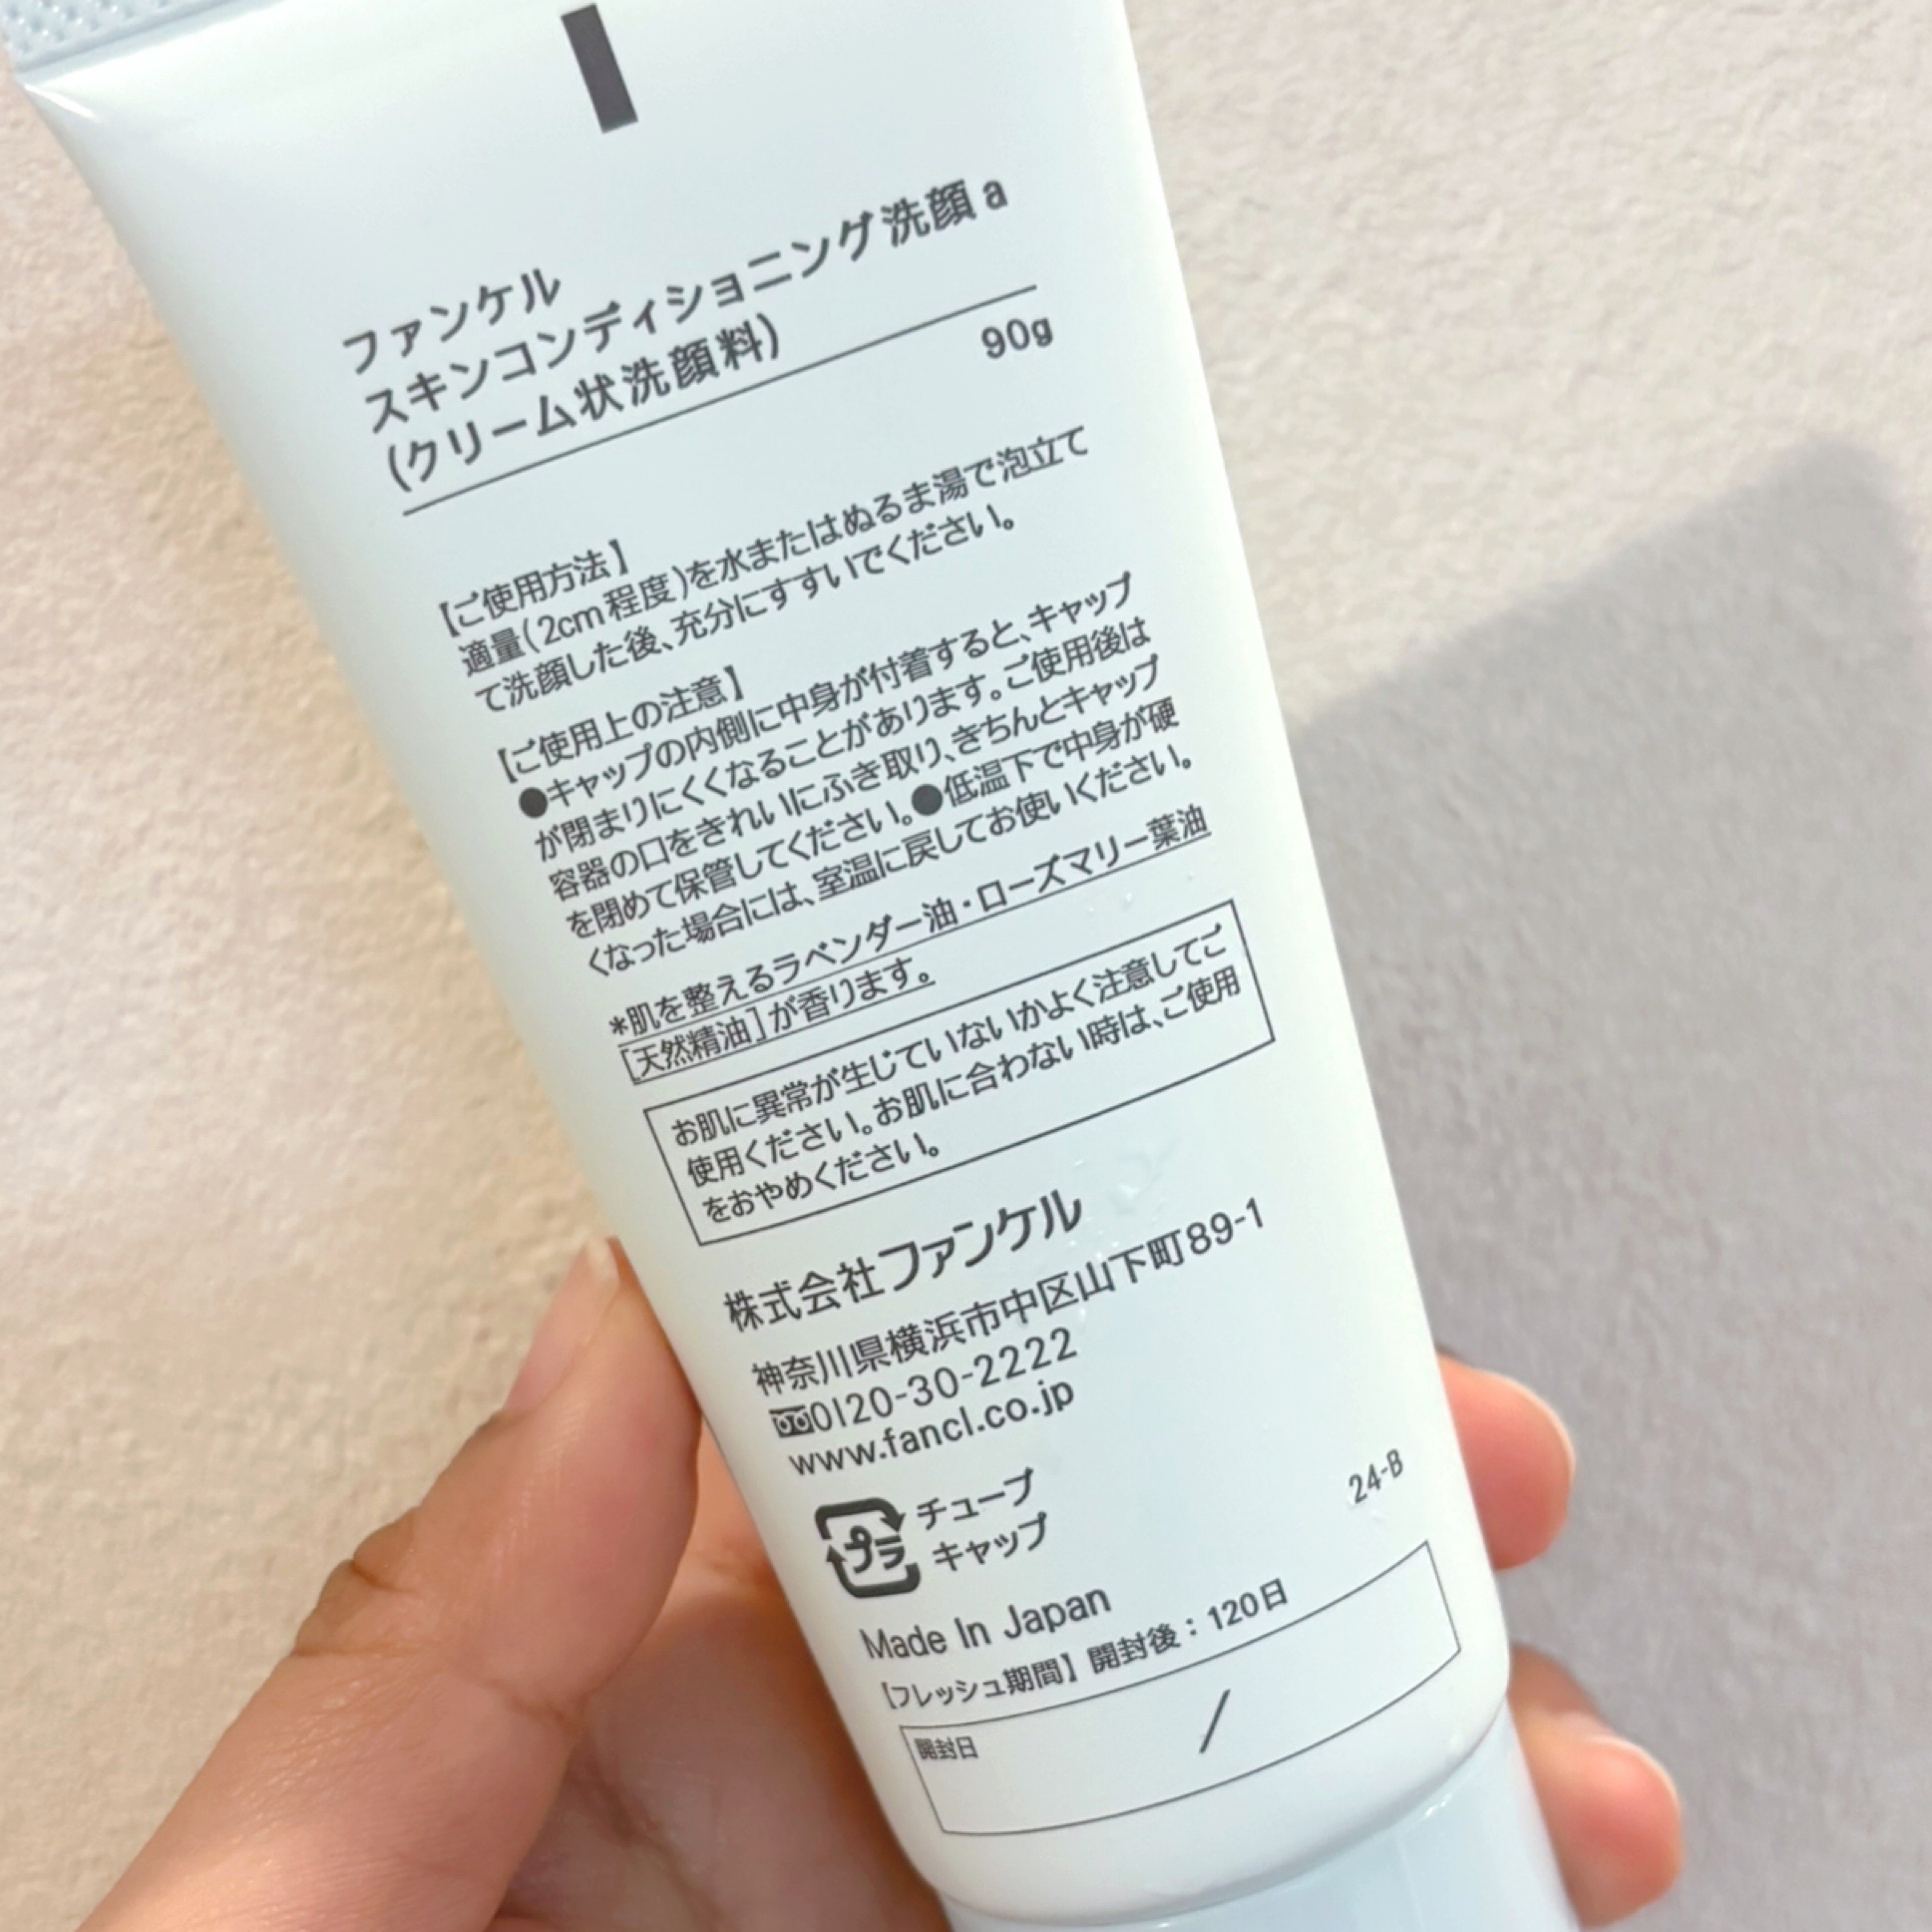 ファンケル
スキンコンディショニング洗顔a
(クリーム状洗顔料)
90g
【ご使用方法】
適量(2cm程度)を水またはぬるま湯で泡立て
て洗顔した後、充分にすすいでください。
【ご使用上の注意】
●キャップの内側に中身が付着すると、キャップ
が閉まりにくくなることがあります。ご使用後は
容器の口をきれいにふき取り、きちんとキャップ
を閉めて保管してください。●低温下で中身が硬
くなった場合には、室温に戻してお使いください。
*肌を整えるラベンダー油・ローズマリー葉油
[天然精油]が香ります。
お肌に異常が生じていないかよく注意してご
使用ください。お肌に合わない時は、ご使用
をおやめください。
株式会社ファンケル
神奈川県横浜市中区山下町89-1
0120-30-2222
www.fancl.co.jp
プラ
チューブ
キャップ
24-B
Made In Japan
【フレッシュ期間】開封後：120日
開封日 /